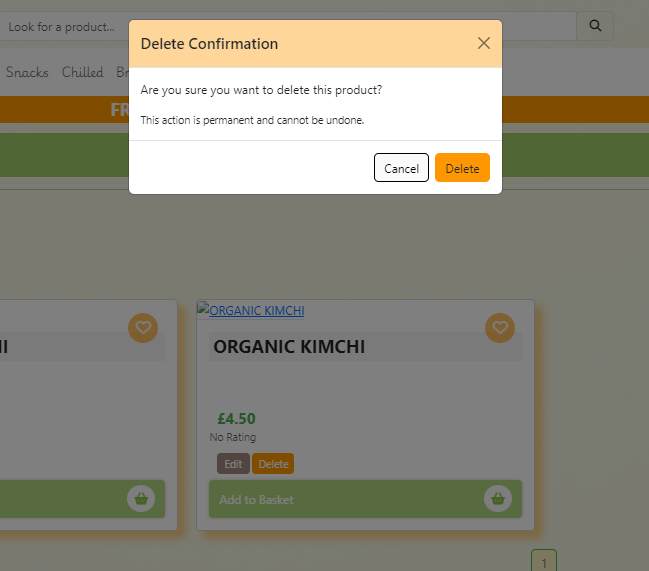 Look for a product...
Delete Confirmation
Snacks Chilled Br
FR
Are you sure you want to delete this product?
This action is permanent and cannot be undone.
Cancel Delete
ORGANIC KIMCHI
ORGANIC KIMCHI
£4.50
No Rating
Edit Delete
Add to Basket
1